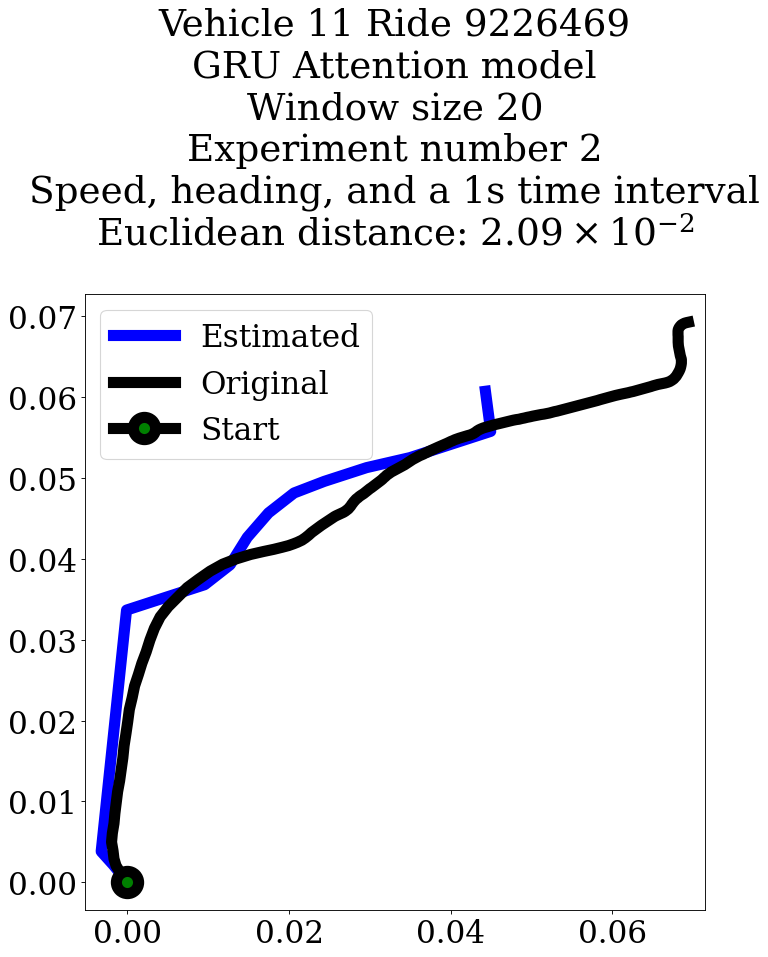 Vehicle 11 Ride 9226469
GRU Attention model
Window size 20
Experiment number 2
Speed, heading, and a 1s time interval
Euclidean distance: 2.09 × 10⁻²
Estimated
Original
Start
0.07
0.06
0.05
0.04
0.03
0.02
0.01
0.00
0.00 0.02 0.04 0.06